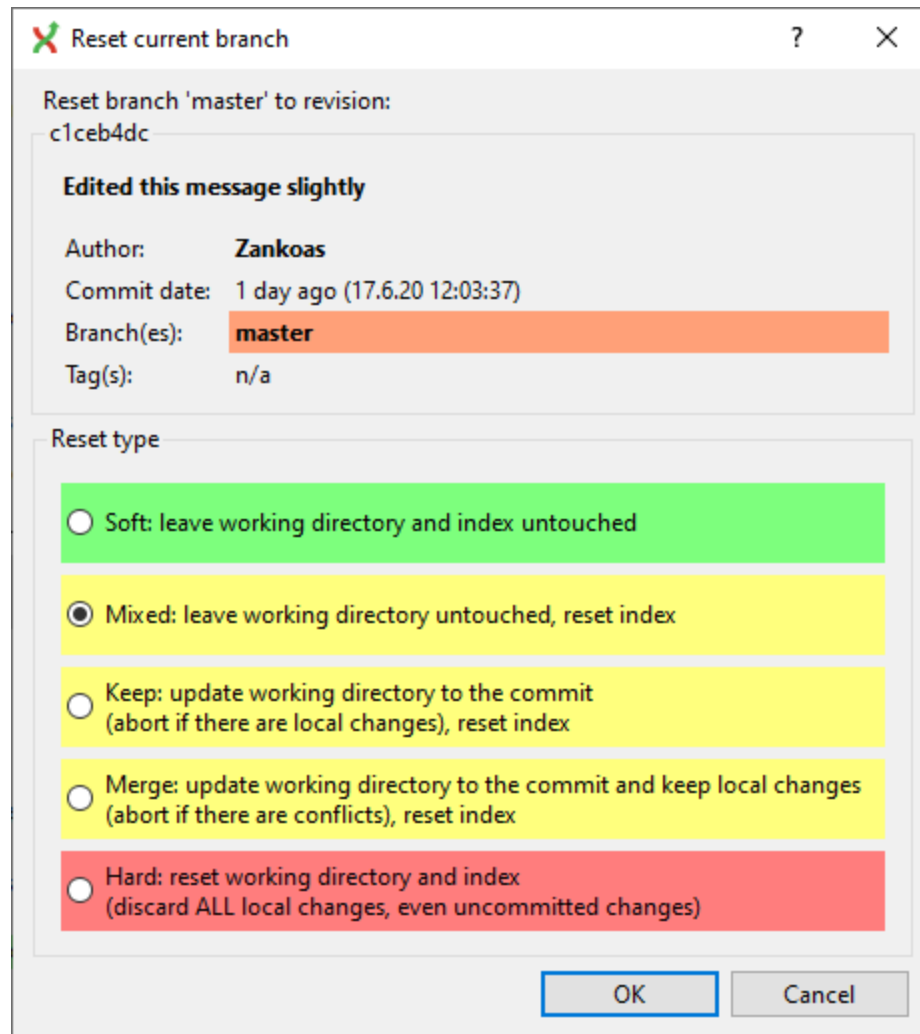 Reset current branch
?
Reset branch 'master' to revision:
c1ceb4dc
Edited this message slightly
Author: Zankoas
Commit date: 1 day ago (17.6.20 12:03:37)
Branch(es): master
Tag(s): n/a
Reset type
Soft: leave working directory and index untouched
Mixed: leave working directory untouched, reset index
Keep: update working directory to the commit
(abort if there are local changes), reset index
Merge: update working directory to the commit and keep local changes
(abort if there are conflicts), reset index
Hard: reset working directory and index
(discard ALL local changes, even uncommitted changes)
OK Cancel